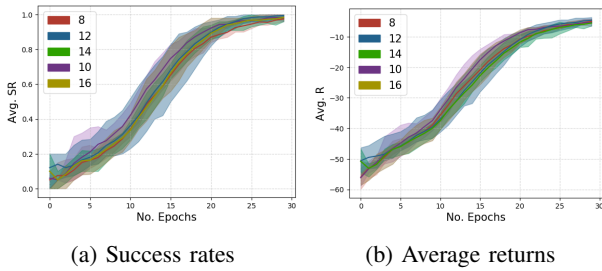 1.0
0.8
0.6
0.4
0.2
0.0
Avg. SR
8
12
14
10
16
0 5 10 15 20 25 30
No. Epochs
(a) Success rates
−10
−20
−30
−40
−50
−60
Avg. R
8
12
14
10
16
0 5 10 15 20 25 30
No. Epochs
(b) Average returns